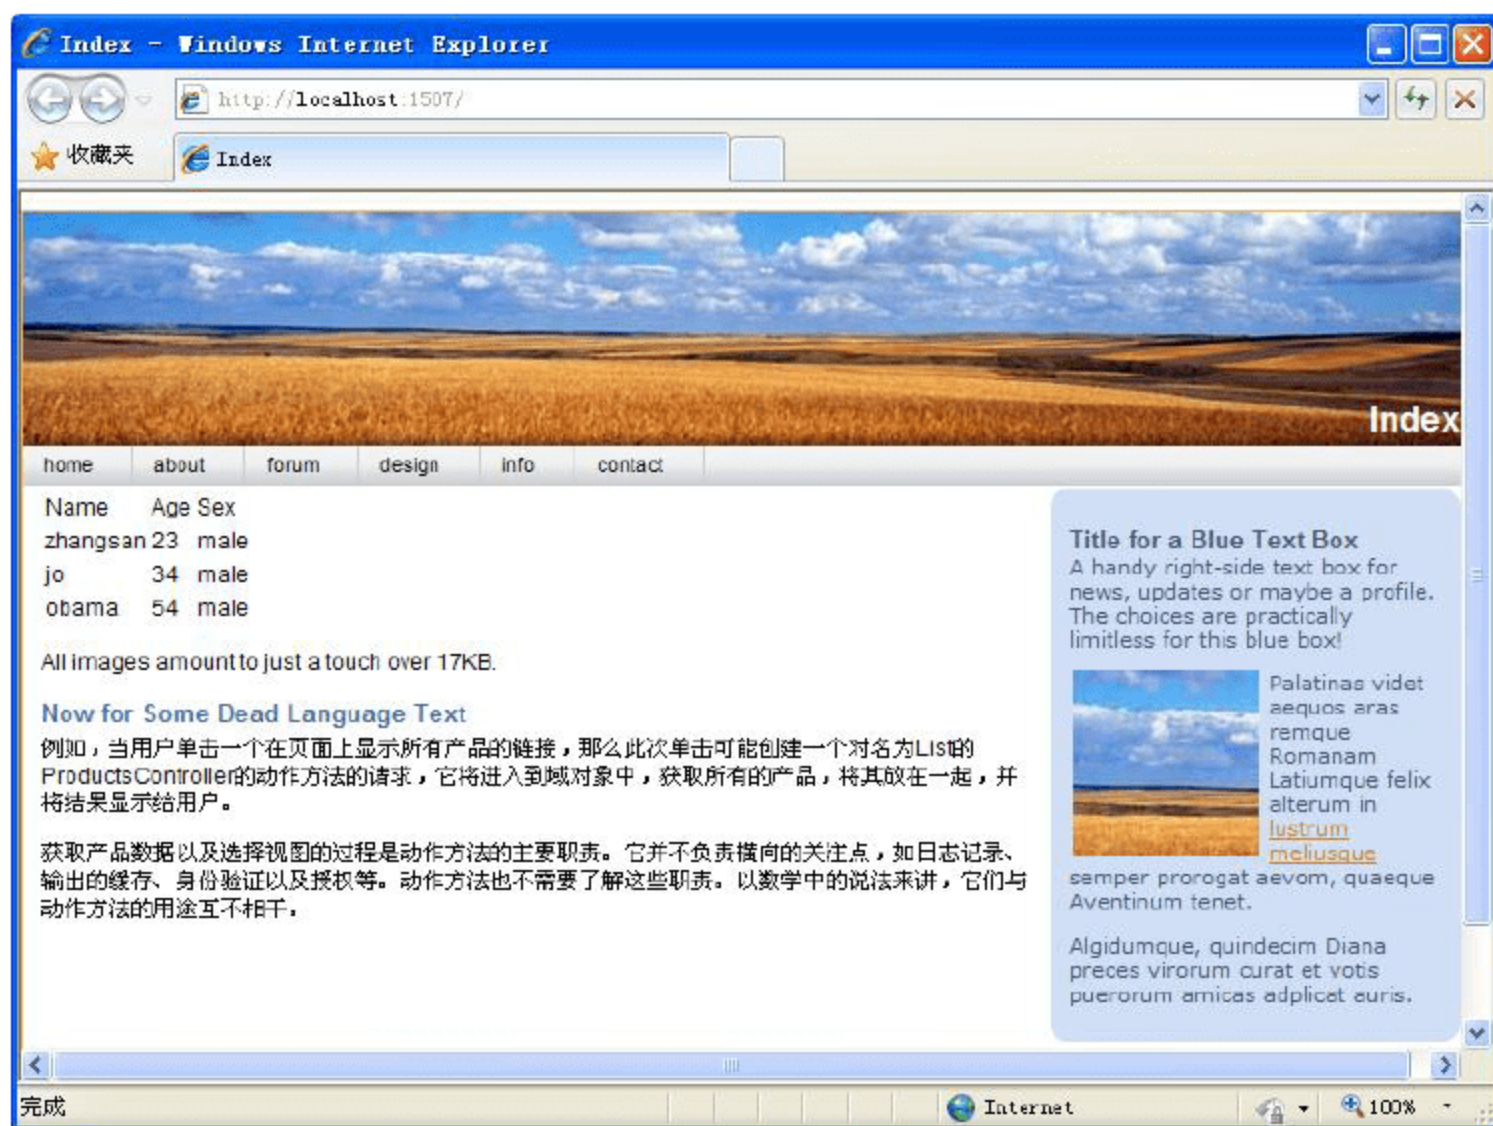 Index - Windows Internet Explorer
http://localhost:1507/
收藏夹
Index
Index
home about forum design info contact
Name Age Sex
zhangsan 23 male
jo 34 male
obama 54 male
All images amount to just a touch over 17KB.
Now for Some Dead Language Text
例如，当用户单击一个在页面上显示所有产品的链接，那么此次单击可能创建一个对名为List的
ProductsController的动作方法的请求，它将进入到域对象中，获取所有的产品，将其放在一起，并
将结果显示给用户。
获取产品数据以及选择视图的过程是动作方法的主要职责。它并不负责横向的关注点，如日志记录、
输出的缓存、身份验证以及授权等。动作方法也不需要了解这些职责。以数学中的说法来讲，它们与
动作方法的用途互不相干。
Title for a Blue Text Box
A handy right-side text box for
news, updates or maybe a profile.
The choices are practically
limitless for this blue box!
Palatinas videt
aequos aras
remque
Romanam
Latiumque felix
alterum in
lustrum
meliusque
semper prorogat aevom, quaeque
Aventinum tenet.
Algidumque, quindecim Diana
preces virorum curat et votis
puerorum amicas adplicat auris.
完成
Internet
100%